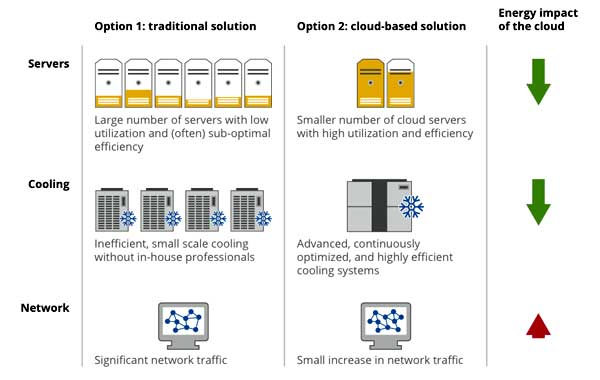 Option 1: traditional solution
Option 2: cloud-based solution
Energy impact
of the cloud
Servers
Large number of servers with low
utilization and (often) sub-optimal
efficiency
Smaller number of cloud servers
with high utilization and efficiency
Cooling
Inefficient, small scale cooling
without in-house professionals
Advanced, continuously
optimized, and highly efficient
cooling systems
Network
Significant network traffic
Small increase in network traffic